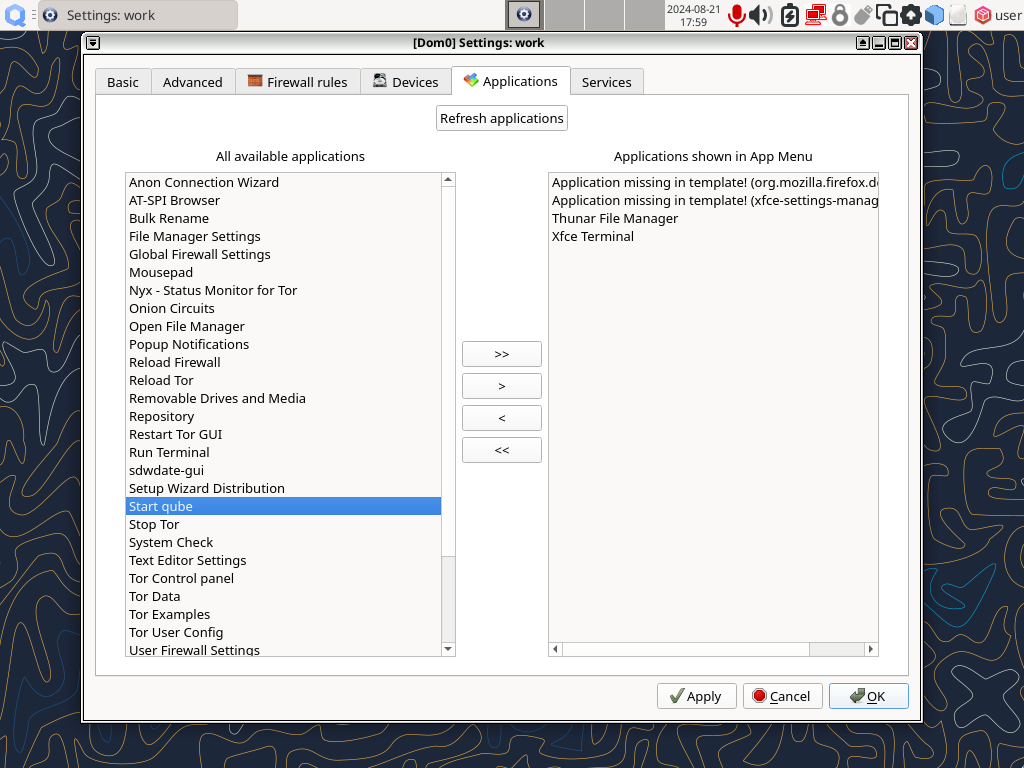 Settings: work
2024-08-21
17:59
user
[Dom0] Settings: work
Basic
Advanced
Firewall rules
Devices
Applications
Services
Refresh applications
All available applications
Applications shown in App Menu
Anon Connection Wizard
AT-SPI Browser
Bulk Rename
File Manager Settings
Global Firewall Settings
Mousepad
Nyx - Status Monitor for Tor
Onion Circuits
Open File Manager
Popup Notifications
Reload Firewall
Reload Tor
Removable Drives and Media
Repository
Restart Tor GUI
Run Terminal
sdwdate-gui
Setup Wizard Distribution
Start qube
Stop Tor
System Check
Text Editor Settings
Tor Control panel
Tor Data
Tor Examples
Tor User Config
User Firewall Settings
>>
>
<
<<
Application missing in template! (org.mozilla.firefox.de
Application missing in template! (xfce-settings-manag
Thunar File Manager
Xfce Terminal
Apply
Cancel
OK